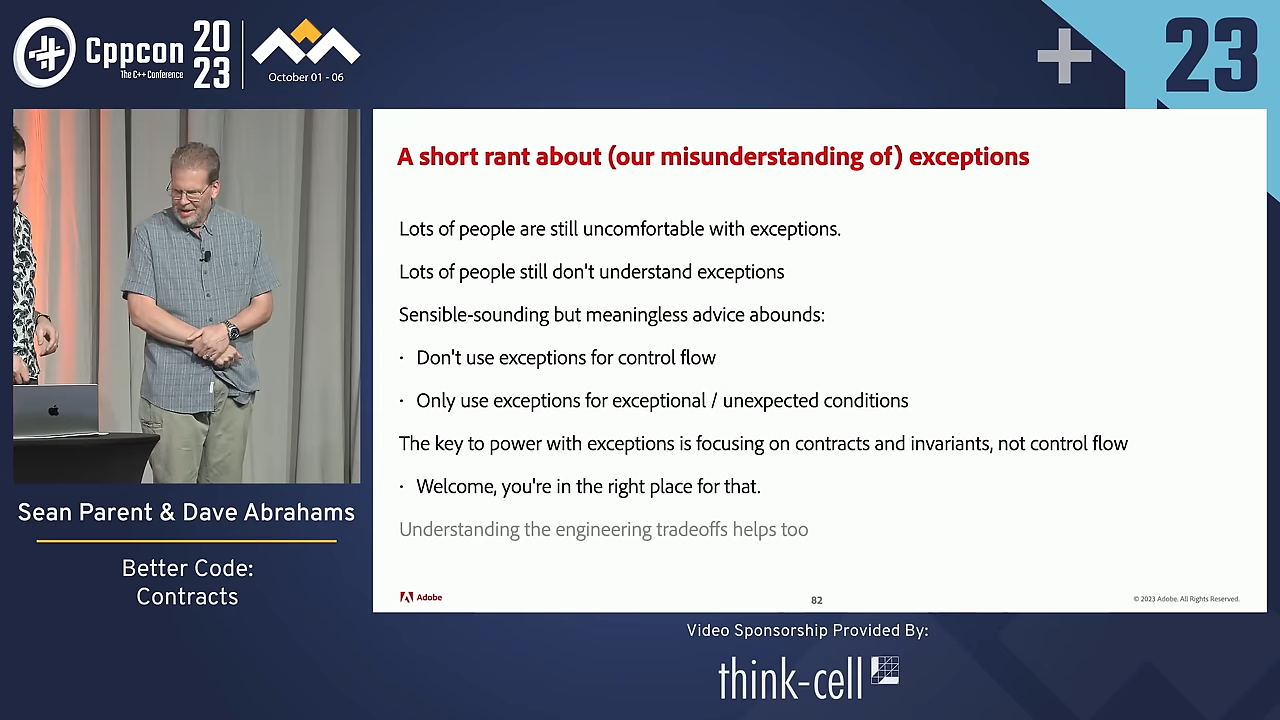 Cppcon
The C++ Conference
20
23
October 01 - 06
23
A short rant about (our misunderstanding of) exceptions
Lots of people are still uncomfortable with exceptions.
Lots of people still don't understand exceptions
Sensible-sounding but meaningless advice abounds:
· Don't use exceptions for control flow
· Only use exceptions for exceptional / unexpected conditions
The key to power with exceptions is focusing on contracts and invariants, not control flow
· Welcome, you're in the right place for that.
Understanding the engineering tradeoffs helps too
Adobe
82
© 2023 Adobe. All Rights Reserved.
Sean Parent & Dave Abrahams
Better Code:
Contracts
Video Sponsorship Provided By:
think-cell